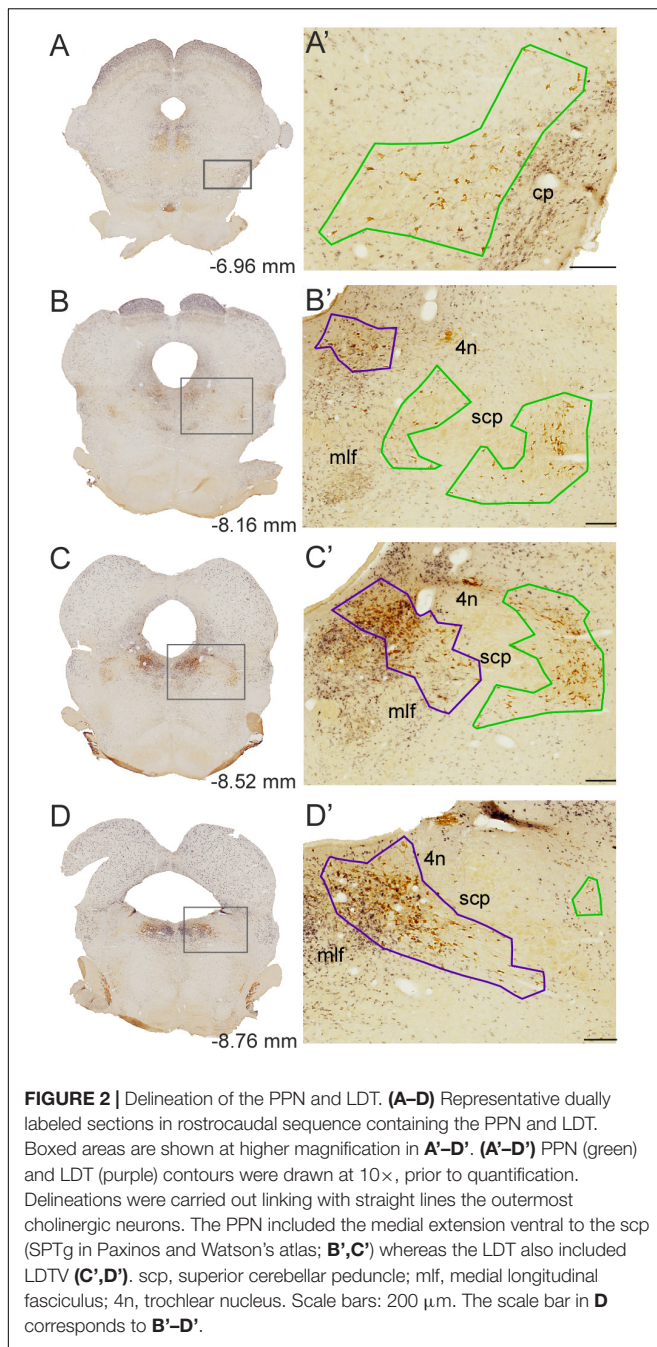 A
A'
cp
-6.96 mm
B
B'
4n
scp
mlf
-8.16 mm
C
C'
4n
scp
mlf
-8.52 mm
D
D'
4n
scp
mlf
-8.76 mm
FIGURE 2 | Delineation of the PPN and LDT. (A–D) Representative dually
labeled sections in rostrocaudal sequence containing the PPN and LDT.
Boxed areas are shown at higher magnification in A'–D'. (A'–D') PPN (green)
and LDT (purple) contours were drawn at 10×, prior to quantification.
Delineations were carried out linking with straight lines the outermost
cholinergic neurons. The PPN included the medial extension ventral to the scp
(SPTg in Paxinos and Watson's atlas; B',C') whereas the LDT also included
LDTV (C',D'). scp, superior cerebellar peduncle; mlf, medial longitudinal
fasciculus; 4n, trochlear nucleus. Scale bars: 200 μm. The scale bar in D
corresponds to B'–D'.